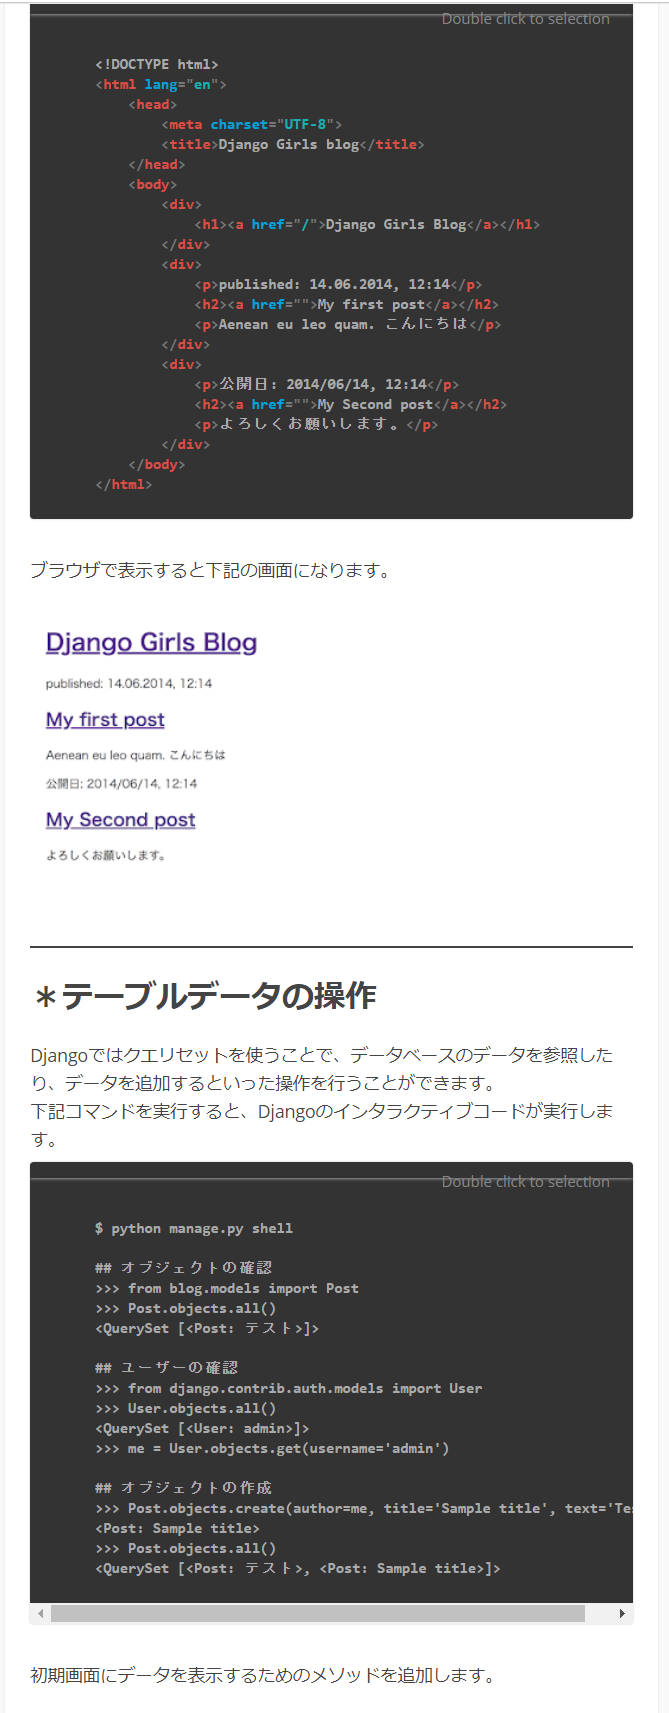 Double click to selection
<!DOCTYPE html>
<html lang="en">
    <head>
        <meta charset="UTF-8">
        <title>Django Girls blog</title>
    </head>
    <body>
        <div>
            <h1><a href="/">Django Girls Blog</a></h1>
        </div>
        <div>
            <p>published: 14.06.2014, 12:14</p>
            <h2><a href="">My first post</a></h2>
            <p>Aenean eu leo quam. こんにちは</p>
        </div>
        <div>
            <p>公開日: 2014/06/14, 12:14</p>
            <h2><a href="">My Second post</a></h2>
            <p>よろしくお願いします。</p>
        </div>
    </body>
</html>
ブラウザで表示すると下記の画面になります。
Django Girls Blog
published: 14.06.2014, 12:14
My first post
Aenean eu leo quam. こんにちは
公開日: 2014/06/14, 12:14
My Second post
よろしくお願いします。
＊テーブルデータの操作
Djangoではクエリセットを使うことで、データベースのデータを参照した
り、データを追加するといった操作を行うことができます。
下記コマンドを実行すると、Djangoのインタラクティブコードが実行しま
す。
Double click to selection
$ python manage.py shell
## オブジェクトの確認
>>> from blog.models import Post
>>> Post.objects.all()
<QuerySet [<Post: テスト>]>
## ユーザーの確認
>>> from django.contrib.auth.models import User
>>> User.objects.all()
<QuerySet [<User: admin>]>
>>> me = User.objects.get(username='admin')
## オブジェクトの作成
>>> Post.objects.create(author=me, title='Sample title', text='Te
<Post: Sample title>
>>> Post.objects.all()
<QuerySet [<Post: テスト>, <Post: Sample title>]>
初期画面にデータを表示するためのメソッドを追加します。